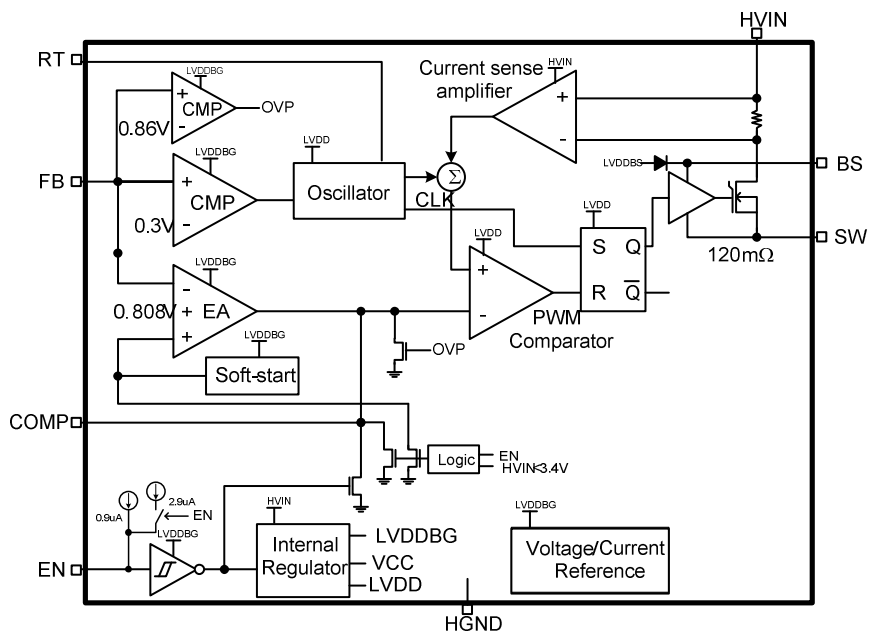 HVIN
RT
LVDDBG
+
CMP
-
OVP
0.86V
Current sense
amplifier
HVIN
+
-
LVDDBS
BS
FB
LVDDBG
+
CMP
-
0.3V
LVDD
Oscillator
Σ
CLK
LVDD
S Q
R Q̅
SW
120mΩ
LVDD
+
-
PWM
Comparator
LVDDBG
-
0.808V + EA
+
OVP
LVDDBG
Soft-start
COMP
Logic
EN
HVIN<3.4V
0.9uA
2.9uA
EN
LVDDBG
EN
HVIN
Internal
Regulator
LVDDBG
VCC
LVDD
LVDDBG
Voltage/Current
Reference
HGND